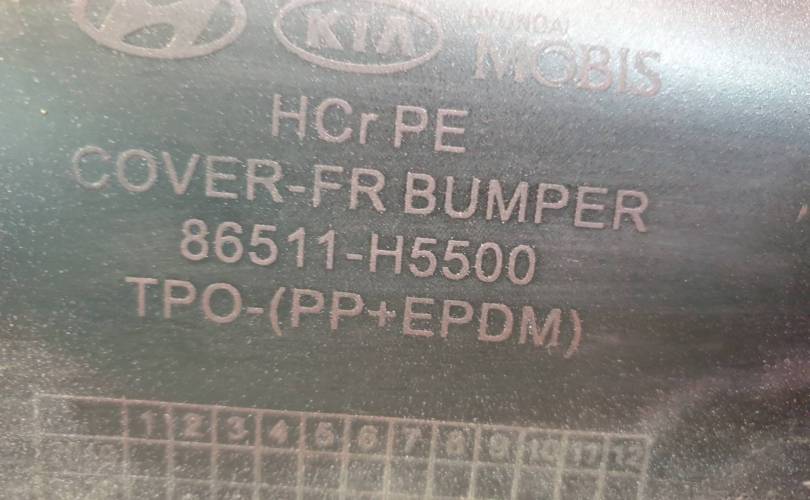 KIA
HYUNDAI
MOBIS
HCr PE
COVER-FR BUMPER
86511-H5500
TPO-(PP+EPDM)
1 2 3 4 5 6 7 8 9 10 11 12